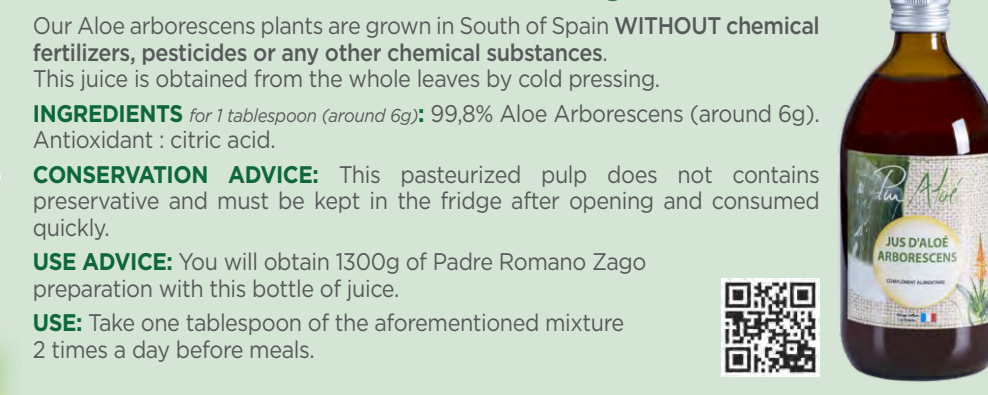 Our Aloe arborescens plants are grown in South of Spain WITHOUT chemical
fertilizers, pesticides or any other chemical substances.
This juice is obtained from the whole leaves by cold pressing.
INGREDIENTS for 1 tablespoon (around 6g): 99,8% Aloe Arborescens (around 6g).
Antioxidant : citric acid.
CONSERVATION ADVICE: This pasteurized pulp does not contains
preservative and must be kept in the fridge after opening and consumed
quickly.
USE ADVICE: You will obtain 1300g of Padre Romano Zago
preparation with this bottle of juice.
USE: Take one tablespoon of the aforementioned mixture
2 times a day before meals.
Pur Aloé
JUS D'ALOÉ
ARBORESCENS
COMPLÉMENT ALIMENTAIRE